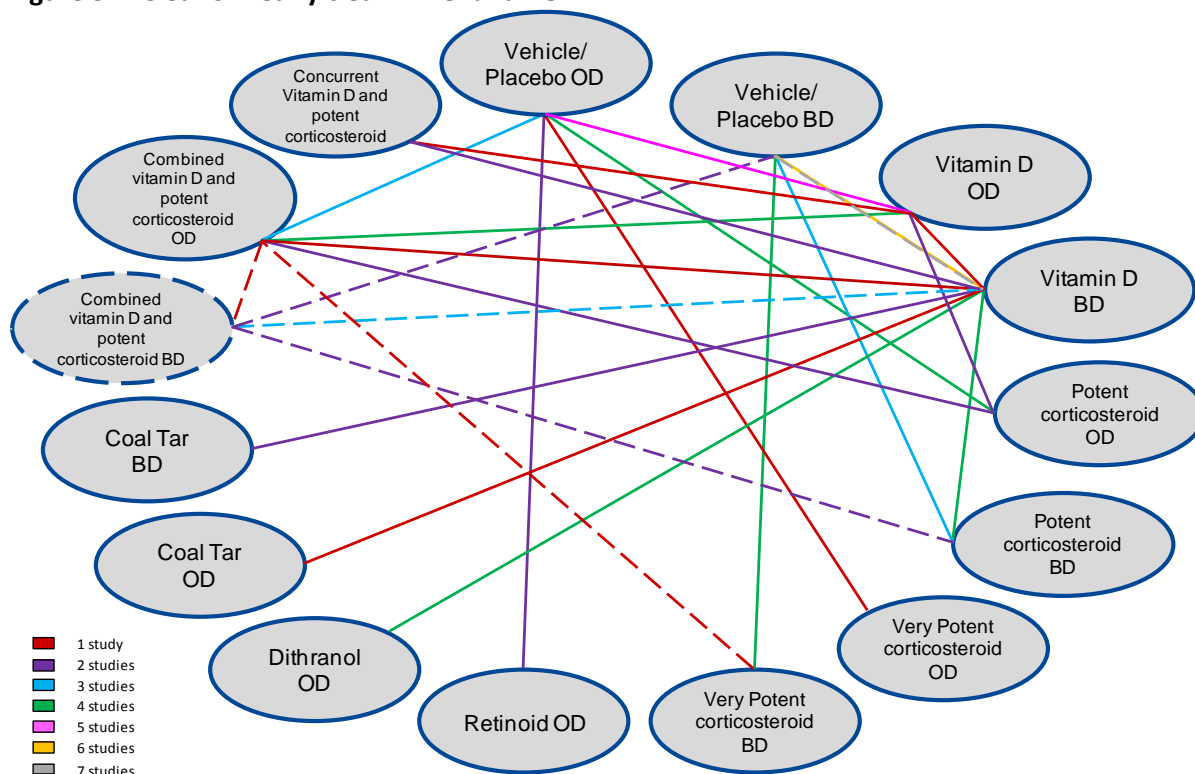 Vehicle/
Placebo OD
Concurrent
Vitamin D and
potent
corticosteroid
Vehicle/
Placebo BD
Combined
vitamin D and
potent
corticosteroid
OD
Vitamin D
OD
Combined
vitamin D and
potent
corticosteroid BD
Vitamin D
BD
Coal Tar
BD
Potent
corticosteroid
OD
Coal Tar
OD
Potent
corticosteroid
BD
Dithranol
OD
Retinoid OD
Very Potent
corticosteroid
BD
Very Potent
corticosteroid
OD
1 study
2 studies
3 studies
4 studies
5 studies
6 studies
7 studies